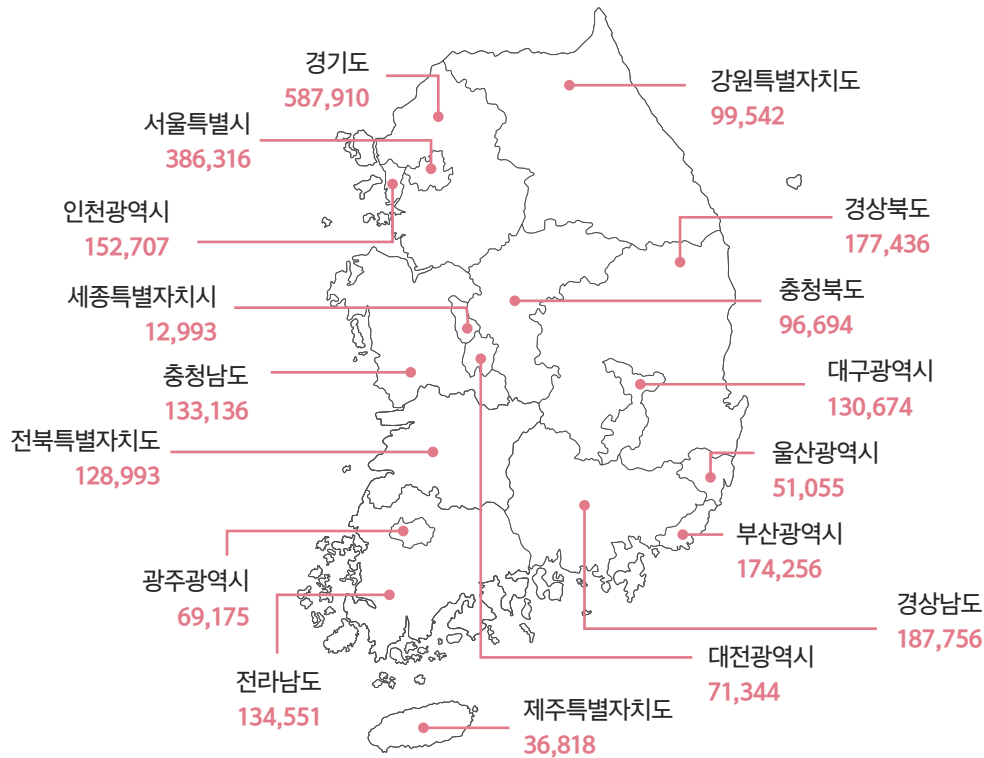 경기도
587,910
강원특별자치도
99,542
서울특별시
386,316
인천광역시
152,707
경상북도
177,436
세종특별자치시
12,993
충청북도
96,694
충청남도
133,136
대구광역시
130,674
전북특별자치도
128,993
울산광역시
51,055
부산광역시
174,256
광주광역시
69,175
경상남도
187,756
대전광역시
71,344
전라남도
134,551
제주특별자치도
36,818